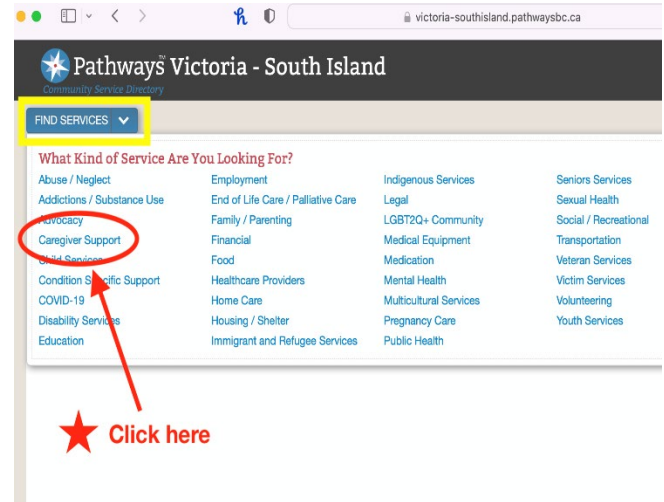 victoria-southisland.pathwaysbc.ca
Pathways™ Victoria - South Island
Community Service Directory
FIND SERVICES
What Kind of Service Are You Looking For?
Abuse / Neglect
Addictions / Substance Use
Advocacy
Caregiver Support
Child Services
Condition Specific Support
COVID-19
Disability Services
Education
Employment
End of Life Care / Palliative Care
Family / Parenting
Financial
Food
Healthcare Providers
Home Care
Housing / Shelter
Immigrant and Refugee Services
Indigenous Services
Legal
LGBT2Q+ Community
Medical Equipment
Medication
Mental Health
Multicultural Services
Pregnancy Care
Public Health
Seniors Services
Sexual Health
Social / Recreational
Transportation
Veteran Services
Victim Services
Volunteering
Youth Services
Click here